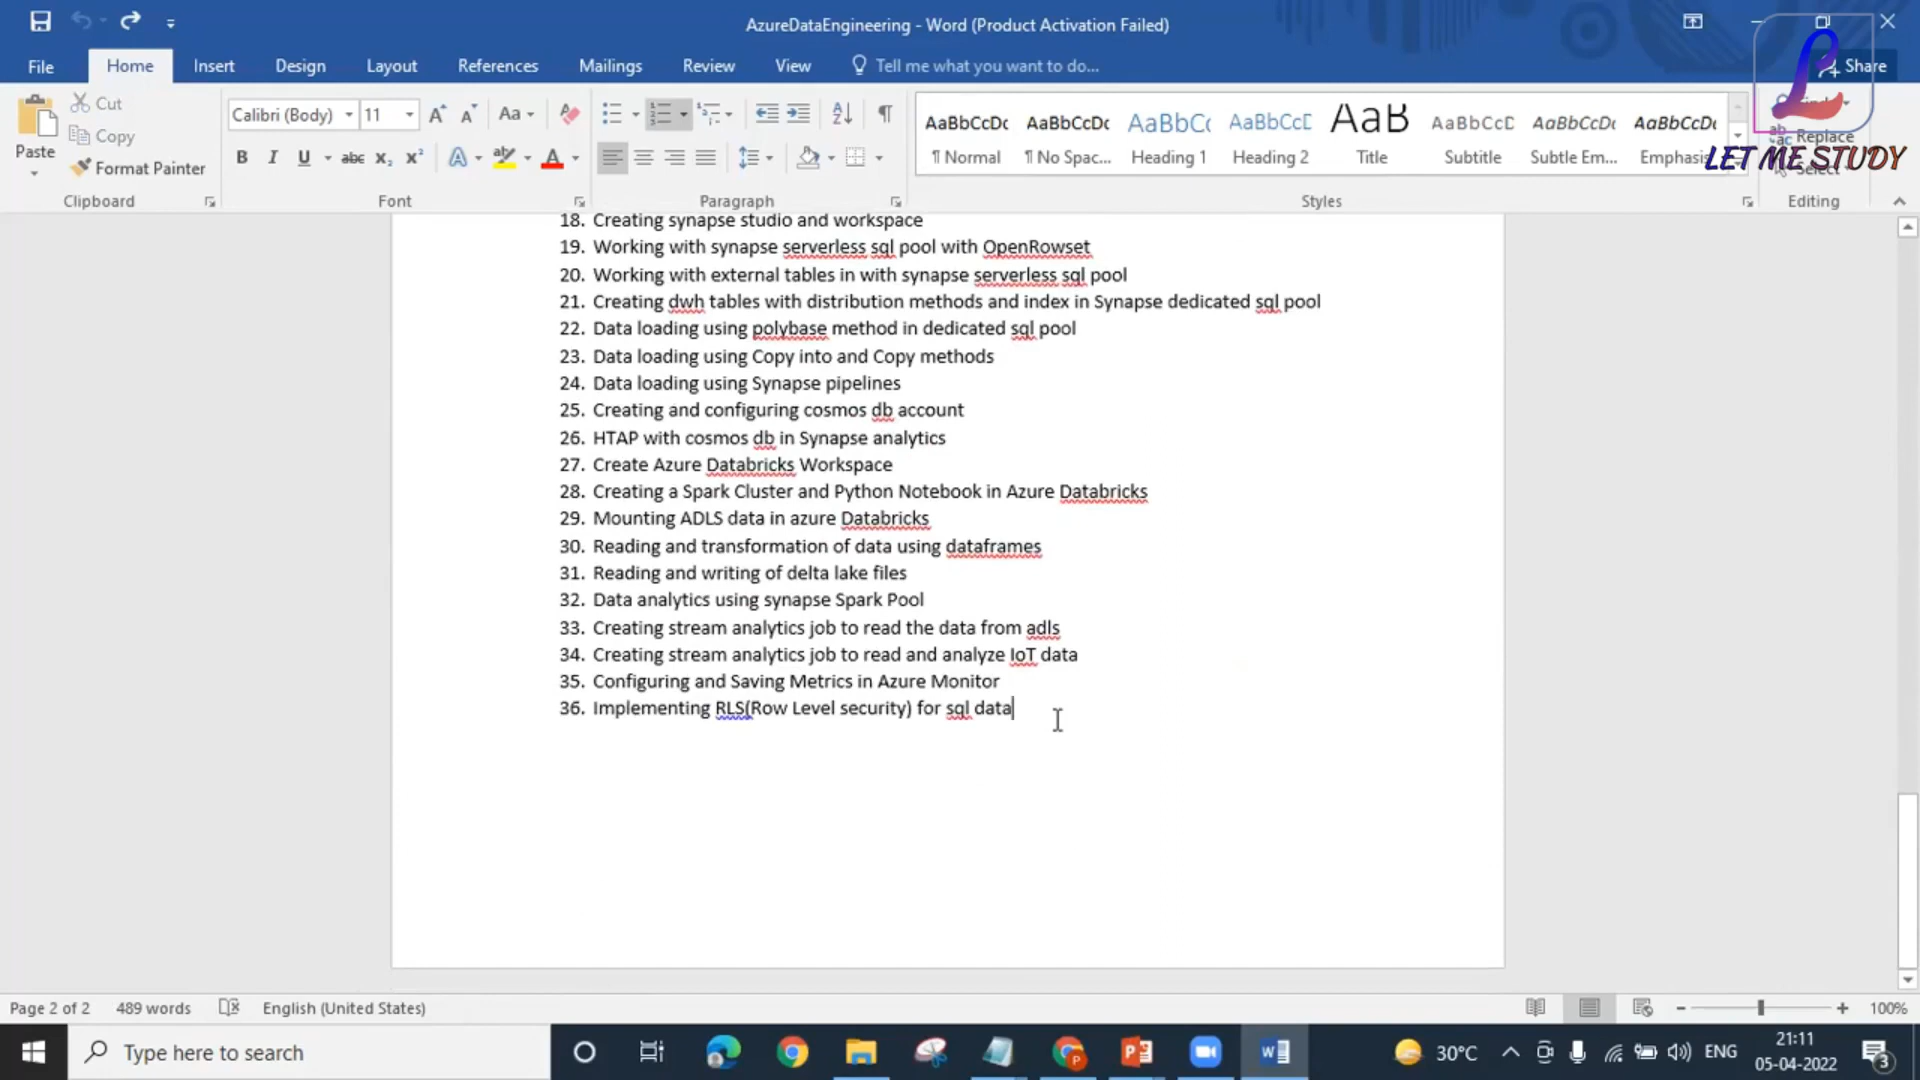 AzureDataEngineering - Word (Product Activation Failed)
File Home Insert Design Layout References Mailings Review View Tell me what you want to do... Share
Cut
Copy
Format Painter
Paste
Calibri (Body) 11
AaBbCcDc AaBbCcDc AaBbC AaBbCcD AaB AaBbCcD AaBbCcDt AaBbCcDt
¶ Normal ¶ No Spac... Heading 1 Heading 2 Title Subtitle Subtle Em... Emphasis
Replace
Select
LET ME STUDY
Clipboard Font Paragraph Styles Editing
18. Creating synapse studio and workspace
19. Working with synapse serverless sql pool with OpenRowset
20. Working with external tables in with synapse serverless sql pool
21. Creating dwh tables with distribution methods and index in Synapse dedicated sql pool
22. Data loading using polybase method in dedicated sql pool
23. Data loading using Copy into and Copy methods
24. Data loading using Synapse pipelines
25. Creating and configuring cosmos db account
26. HTAP with cosmos db in Synapse analytics
27. Create Azure Databricks Workspace
28. Creating a Spark Cluster and Python Notebook in Azure Databricks
29. Mounting ADLS data in azure Databricks
30. Reading and transformation of data using dataframes
31. Reading and writing of delta lake files
32. Data analytics using synapse Spark Pool
33. Creating stream analytics job to read the data from adls
34. Creating stream analytics job to read and analyze IoT data
35. Configuring and Saving Metrics in Azure Monitor
36. Implementing RLS(Row Level security) for sql data
Page 2 of 2 489 words English (United States) 100%
Type here to search 30°C ENG 21:11
05-04-2022 3